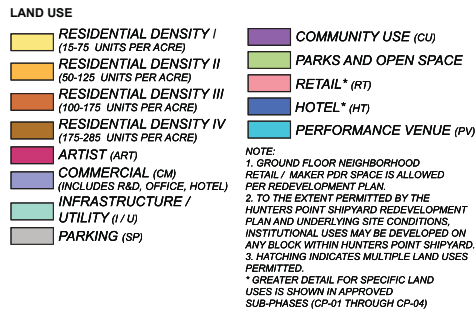 LAND USE
RESIDENTIAL DENSITY I
(15-75 UNITS PER ACRE)
RESIDENTIAL DENSITY II
(50-125 UNITS PER ACRE)
RESIDENTIAL DENSITY III
(100-175 UNITS PER ACRE)
RESIDENTIAL DENSITY IV
(175-285 UNITS PER ACRE)
ARTIST (ART)
COMMERCIAL (CM)
(INCLUDES R&D, OFFICE, HOTEL)
INFRASTRUCTURE /
UTILITY (I / U)
PARKING (SP)
COMMUNITY USE (CU)
PARKS AND OPEN SPACE
RETAIL* (RT)
HOTEL* (HT)
PERFORMANCE VENUE (PV)
NOTE:
1. GROUND FLOOR NEIGHBORHOOD
RETAIL / MAKER PDR SPACE IS ALLOWED
PER REDEVELOPMENT PLAN.
2. TO THE EXTENT PERMITTED BY THE
HUNTERS POINT SHIPYARD REDEVELOPMENT
PLAN AND UNDERLYING SITE CONDITIONS,
INSTITUTIONAL USES MAY BE DEVELOPED ON
ANY BLOCK WITHIN HUNTERS POINT SHIPYARD.
3. HATCHING INDICATES MULTIPLE LAND USES
PERMITTED.
* GREATER DETAIL FOR SPECIFIC LAND
USES IS SHOWN IN APPROVED
SUB-PHASES (CP-01 THROUGH CP-04)